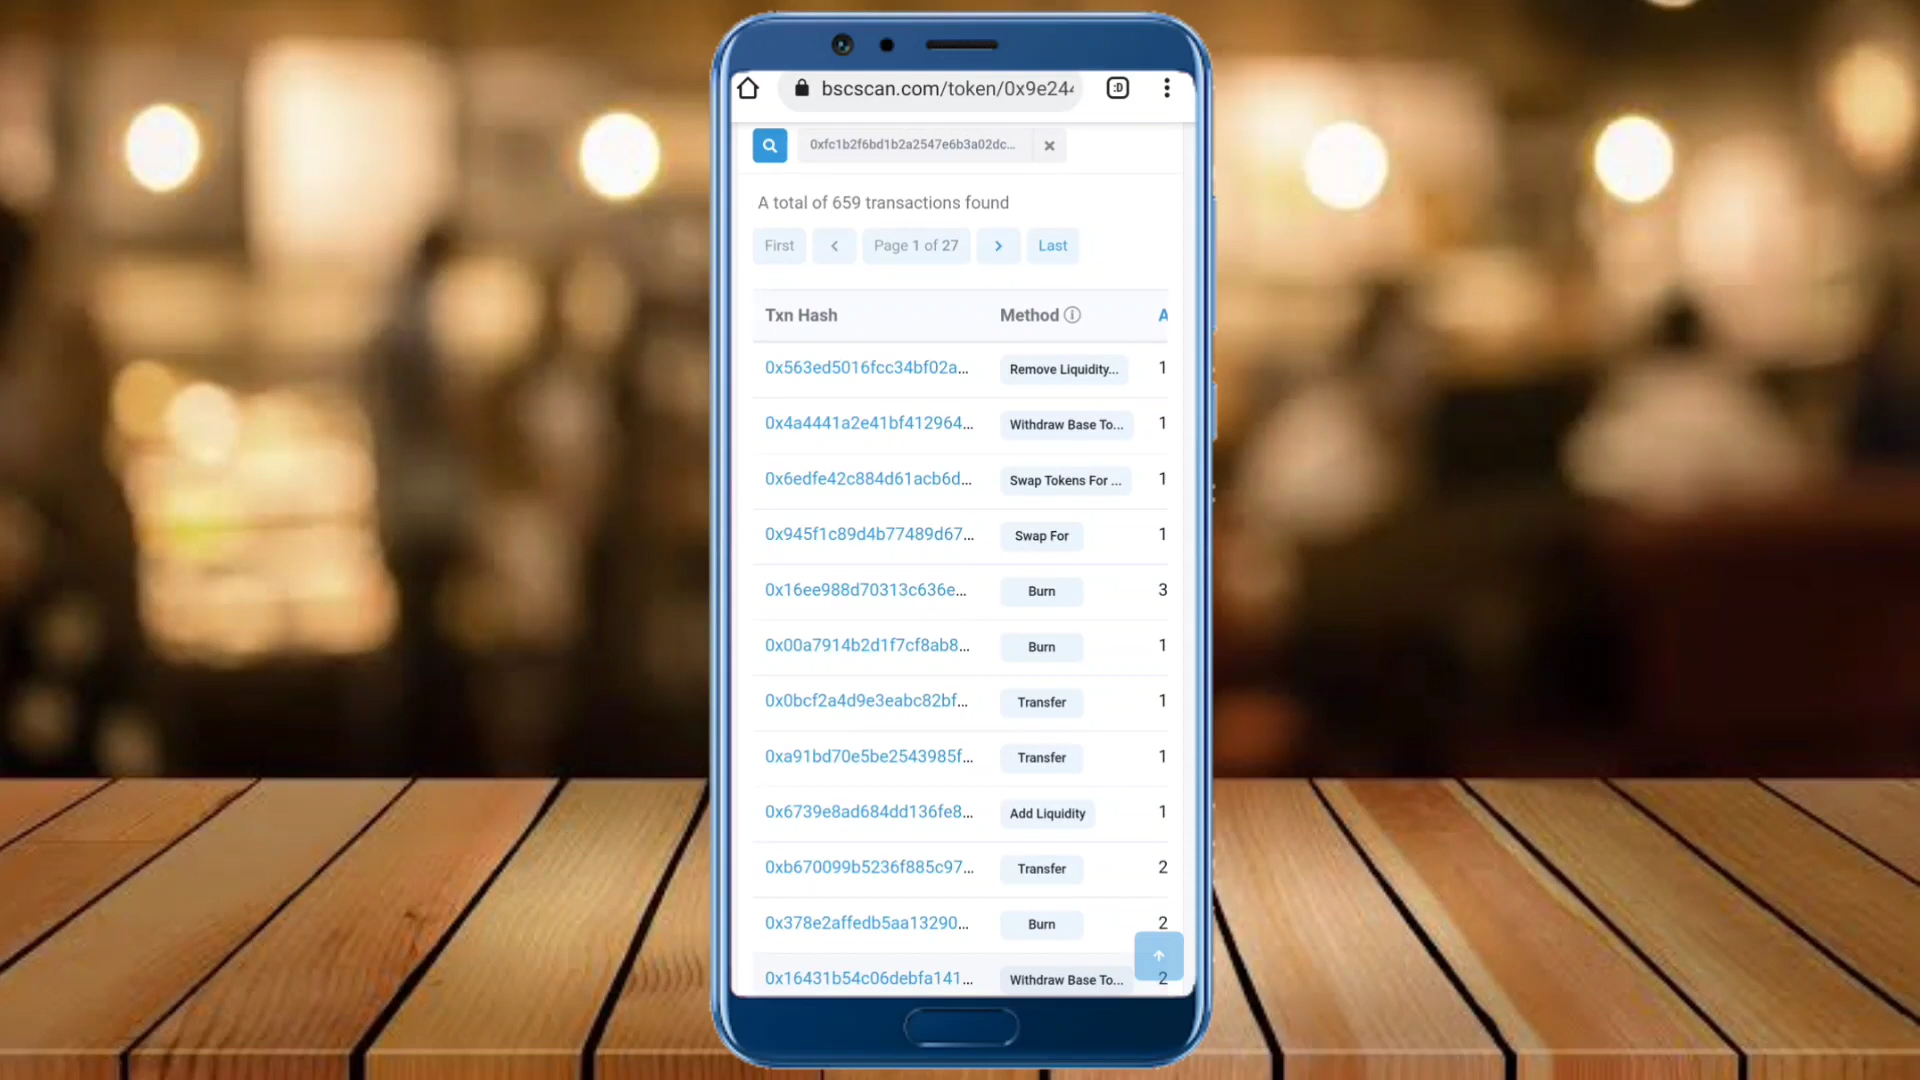 bscscan.com/token/0x9e244
:D
0xfc1b2f6bd1b2a2547e6b3a02dc...
A total of 659 transactions found
First Page 1 of 27 Last
Txn Hash Method A
0x563ed5016fcc34bf02a... Remove Liquidity... 1
0x4a4441a2e41bf412964... Withdraw Base To... 1
0x6edfe42c884d61acb6d... Swap Tokens For ... 1
0x945f1c89d4b77489d67... Swap For 1
0x16ee988d70313c636e... Burn 3
0x00a7914b2d1f7cf8ab8... Burn 1
0x0bcf2a4d9e3eabc82bf... Transfer 1
0xa91bd70e5be2543985f... Transfer 1
0x6739e8ad684dd136fe8... Add Liquidity 1
0xb670099b5236f885c97... Transfer 2
0x378e2affedb5aa13290... Burn 2
0x16431b54c06debfa141... Withdraw Base To... 2